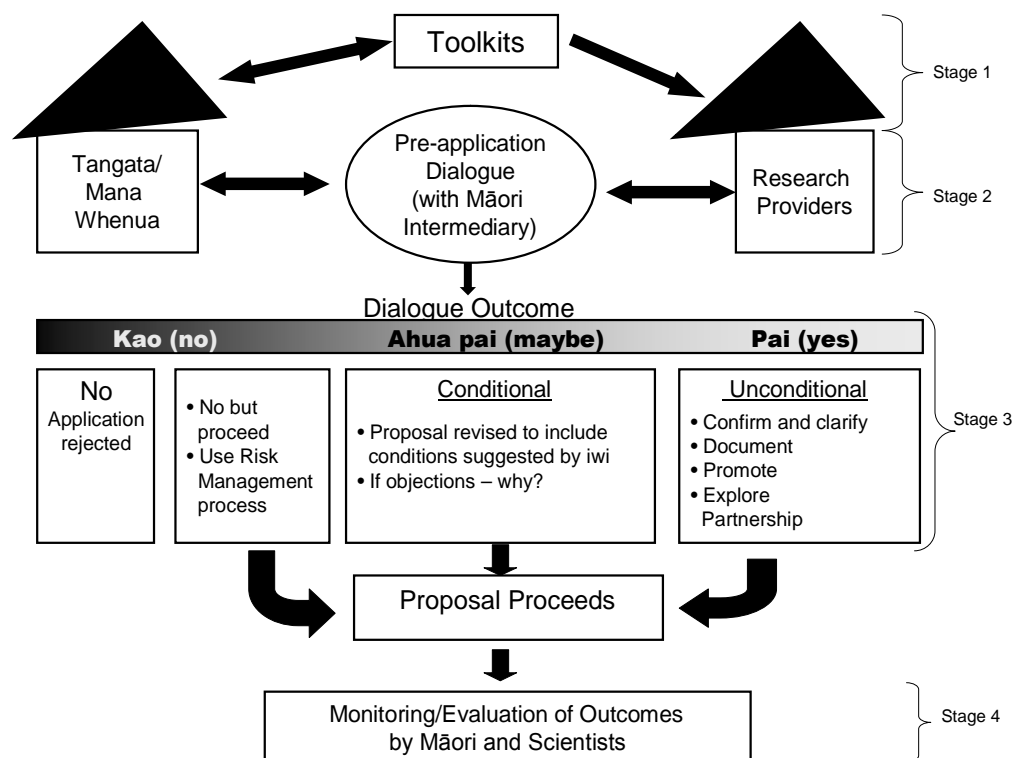 Toolkits
Stage 1
Tangata/
Mana
Whenua
Pre-application
Dialogue
(with Māori
Intermediary)
Research
Providers
Stage 2
Dialogue Outcome
Kao (no)
Ahua pai (maybe)
Pai (yes)
No
Application
rejected
• No but
proceed
• Use Risk
Management
process
Conditional
• Proposal revised to include
conditions suggested by iwi
• If objections – why?
Unconditional
• Confirm and clarify
• Document
• Promote
• Explore
Partnership
Stage 3
Proposal Proceeds
Monitoring/Evaluation of Outcomes
by Māori and Scientists
Stage 4